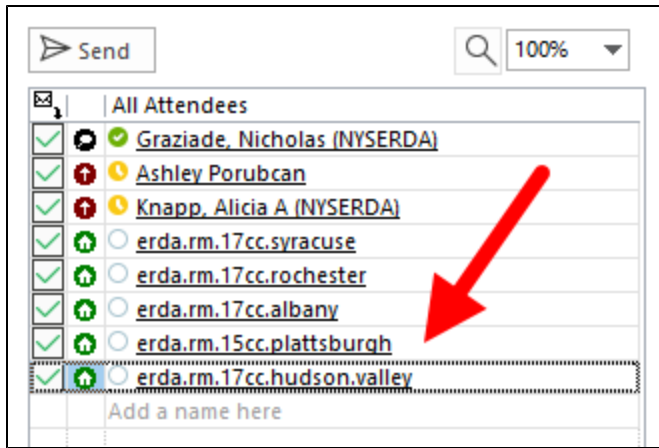 Send
100%
All Attendees
Graziade, Nicholas (NYSERDA)
Ashley Porubcan
Knapp, Alicia A (NYSERDA)
erda.rm.17cc.syracuse
erda.rm.17cc.rochester
erda.rm.17cc.albany
erda.rm.15cc.plattsburgh
erda.rm.17cc.hudson.valley
Add a name here